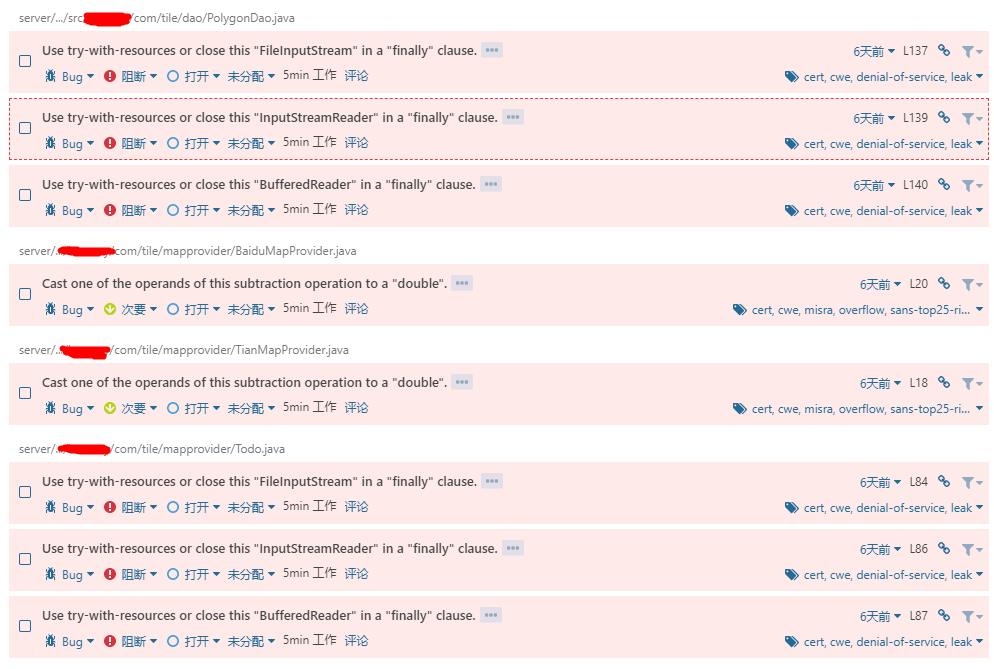 server/.../src/ /com/tile/dao/PolygonDao.java
Use try-with-resources or close this "FileInputStream" in a "finally" clause. ••• 6天前 L137
Bug 阻断 打开 未分配 5min 工作 评论 cert, cwe, denial-of-service, leak
Use try-with-resources or close this "InputStreamReader" in a "finally" clause. ••• 6天前 L139
Bug 阻断 打开 未分配 5min 工作 评论 cert, cwe, denial-of-service, leak
Use try-with-resources or close this "BufferedReader" in a "finally" clause. ••• 6天前 L140
Bug 阻断 打开 未分配 5min 工作 评论 cert, cwe, denial-of-service, leak
server/... /com/tile/mapprovider/BaiduMapProvider.java
Cast one of the operands of this subtraction operation to a "double". ••• 6天前 L20
Bug 次要 打开 未分配 5min 工作 评论 cert, cwe, misra, overflow, sans-top25-ri...
server/... /com/tile/mapprovider/TianMapProvider.java
Cast one of the operands of this subtraction operation to a "double". ••• 6天前 L18
Bug 次要 打开 未分配 5min 工作 评论 cert, cwe, misra, overflow, sans-top25-ri...
server/... /com/tile/mapprovider/Todo.java
Use try-with-resources or close this "FileInputStream" in a "finally" clause. ••• 6天前 L84
Bug 阻断 打开 未分配 5min 工作 评论 cert, cwe, denial-of-service, leak
Use try-with-resources or close this "InputStreamReader" in a "finally" clause. ••• 6天前 L86
Bug 阻断 打开 未分配 5min 工作 评论 cert, cwe, denial-of-service, leak
Use try-with-resources or close this "BufferedReader" in a "finally" clause. ••• 6天前 L87
Bug 阻断 打开 未分配 5min 工作 评论 cert, cwe, denial-of-service, leak